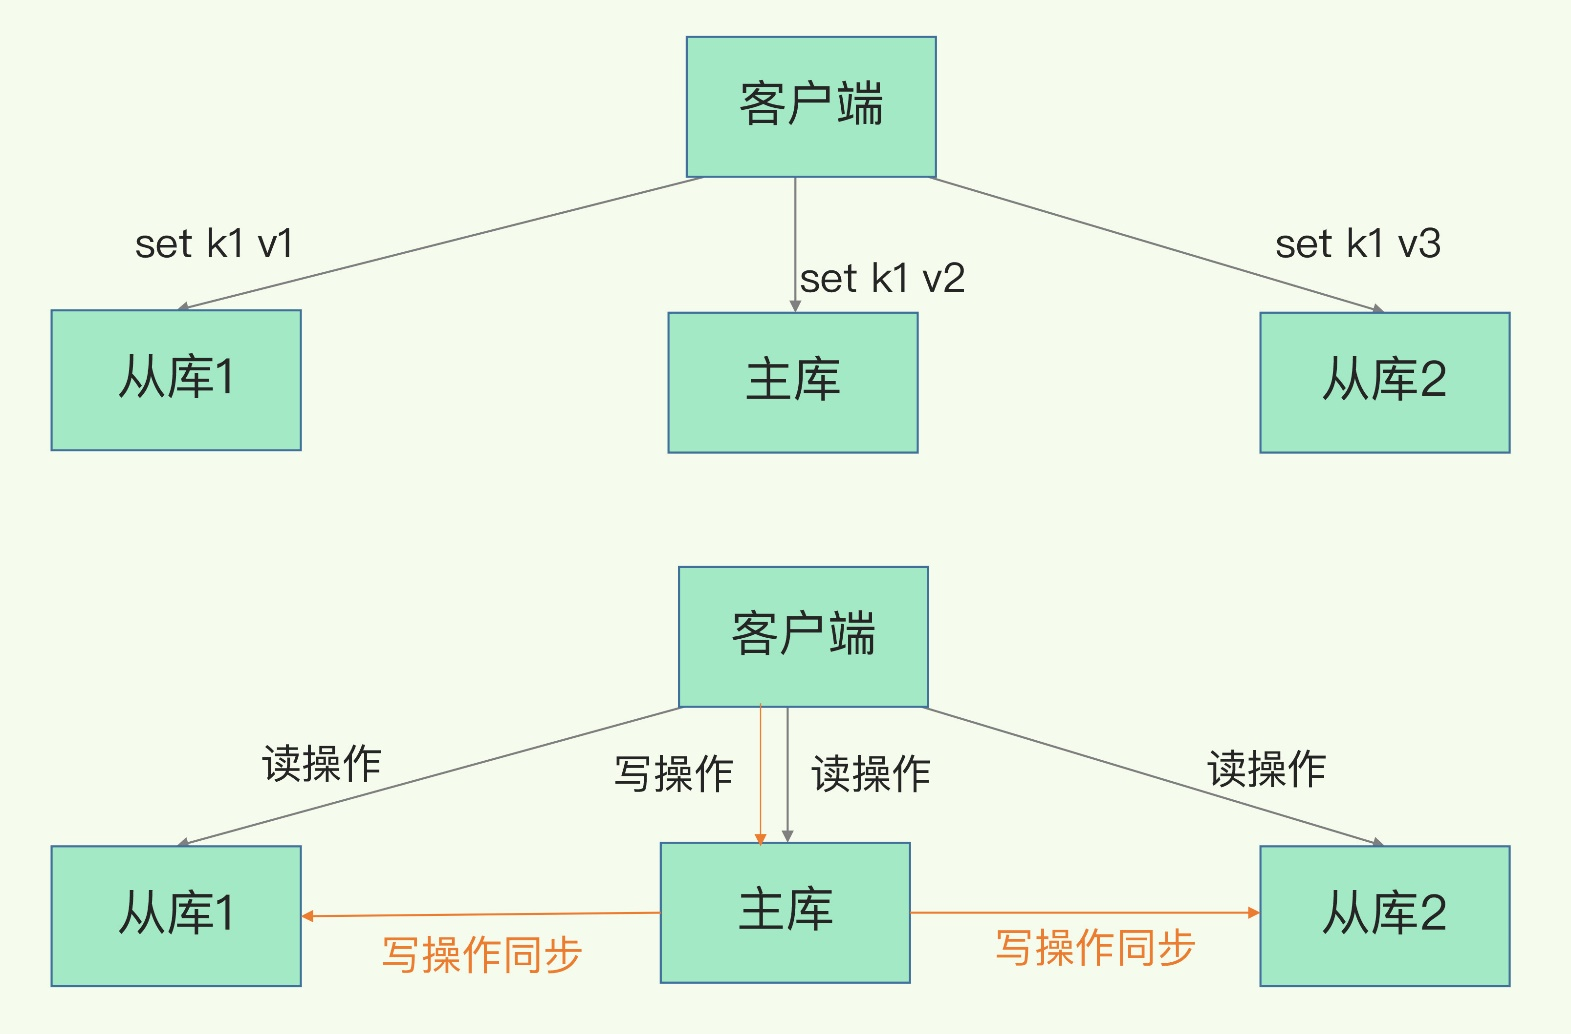 客户端
set k1 v1
set k1 v2
set k1 v3
从库1
主库
从库2
客户端
读操作
写操作
读操作
读操作
从库1
主库
从库2
写操作同步
写操作同步